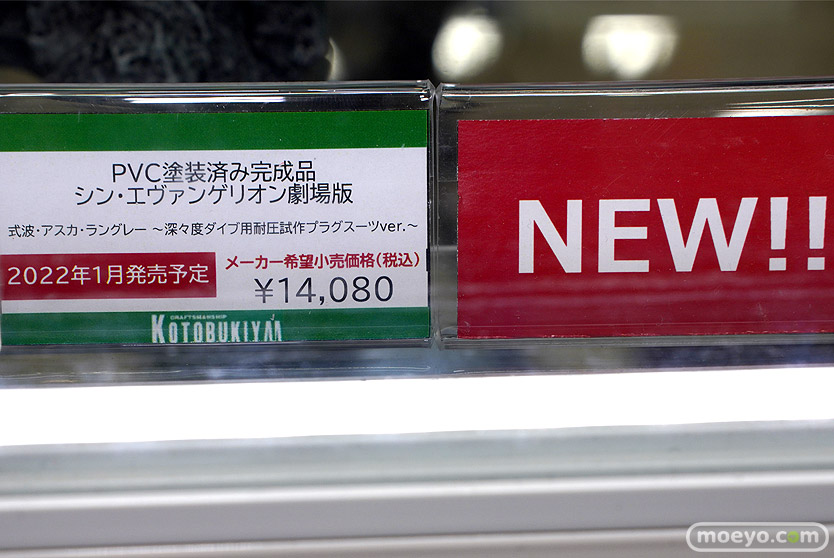 PVC塗装済み完成品
シン・エヴァンゲリオン劇場版
式波・アスカ・ラングレー ～深々度ダイブ用耐圧試作プラグスーツver.～
2022年1月発売予定
メーカー希望小売価格(税込)
¥14,080
CRAFTSMANSHIP
KOTOBUKIYA
NEW!!
moeyo.com